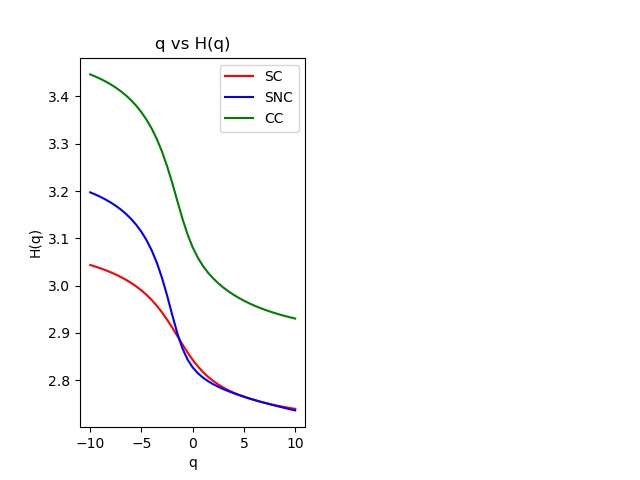 q vs H(q)
SC
SNC
CC
H(q)
3.4
3.3
3.2
3.1
3.0
2.9
2.8
−10 −5 0 5 10
q